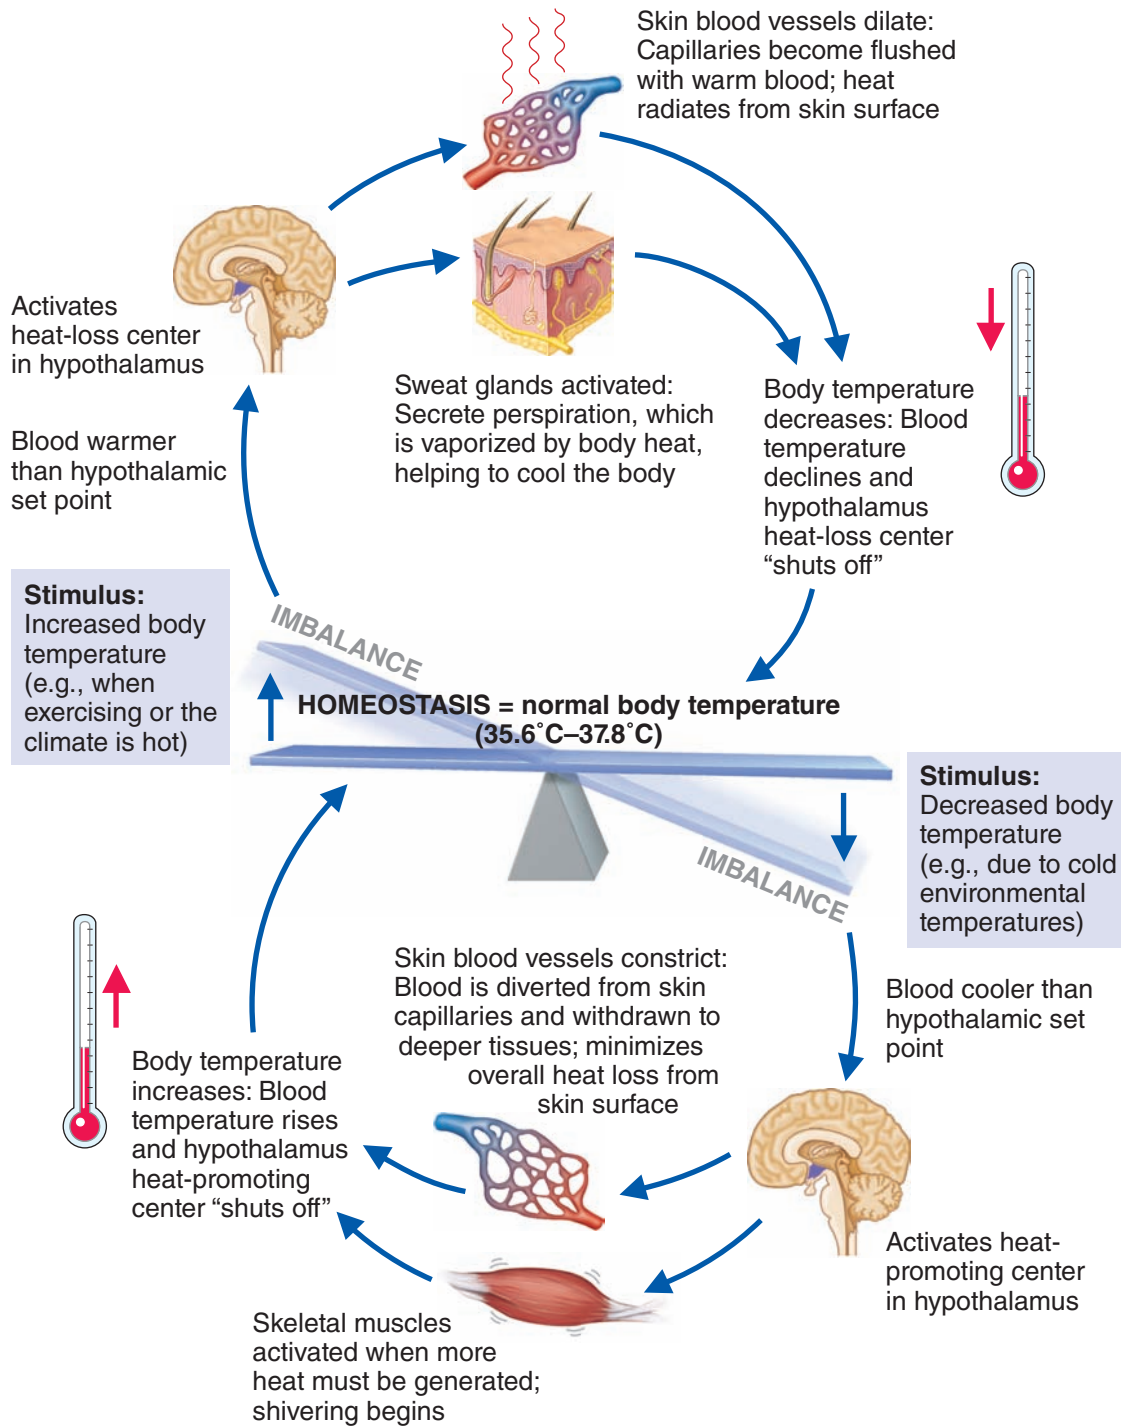 Skin blood vessels dilate:
Capillaries become flushed
with warm blood; heat
radiates from skin surface
Activates
heat-loss center
in hypothalamus
Sweat glands activated:
Secrete perspiration, which
is vaporized by body heat,
helping to cool the body
Body temperature
decreases: Blood
temperature
declines and
hypothalamus
heat-loss center
“shuts off”
Blood warmer
than hypothalamic
set point
Stimulus:
Increased body
temperature
(e.g., when
exercising or the
climate is hot)
IMBALANCE
HOMEOSTASIS = normal body temperature
(35.6˚C–37.8˚C)
Stimulus:
Decreased body
temperature
(e.g., due to cold
environmental
temperatures)
IMBALANCE
Skin blood vessels constrict:
Blood is diverted from skin
capillaries and withdrawn to
deeper tissues; minimizes
overall heat loss from
skin surface
Blood cooler than
hypothalamic set
point
Body temperature
increases: Blood
temperature rises
and hypothalamus
heat-promoting
center “shuts off”
Activates heat-
promoting center
in hypothalamus
Skeletal muscles
activated when more
heat must be generated;
shivering begins